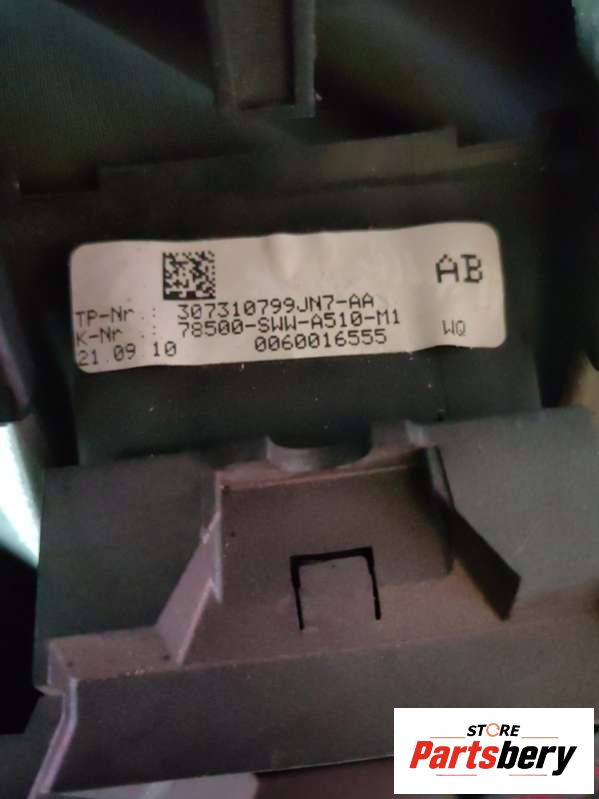 AB
TP-Nr .: 307310799JN7-AA
K-Nr .: 78500-SWW-A510-M1
21.09.10 0060016555 WQ
STORE
Partsbery